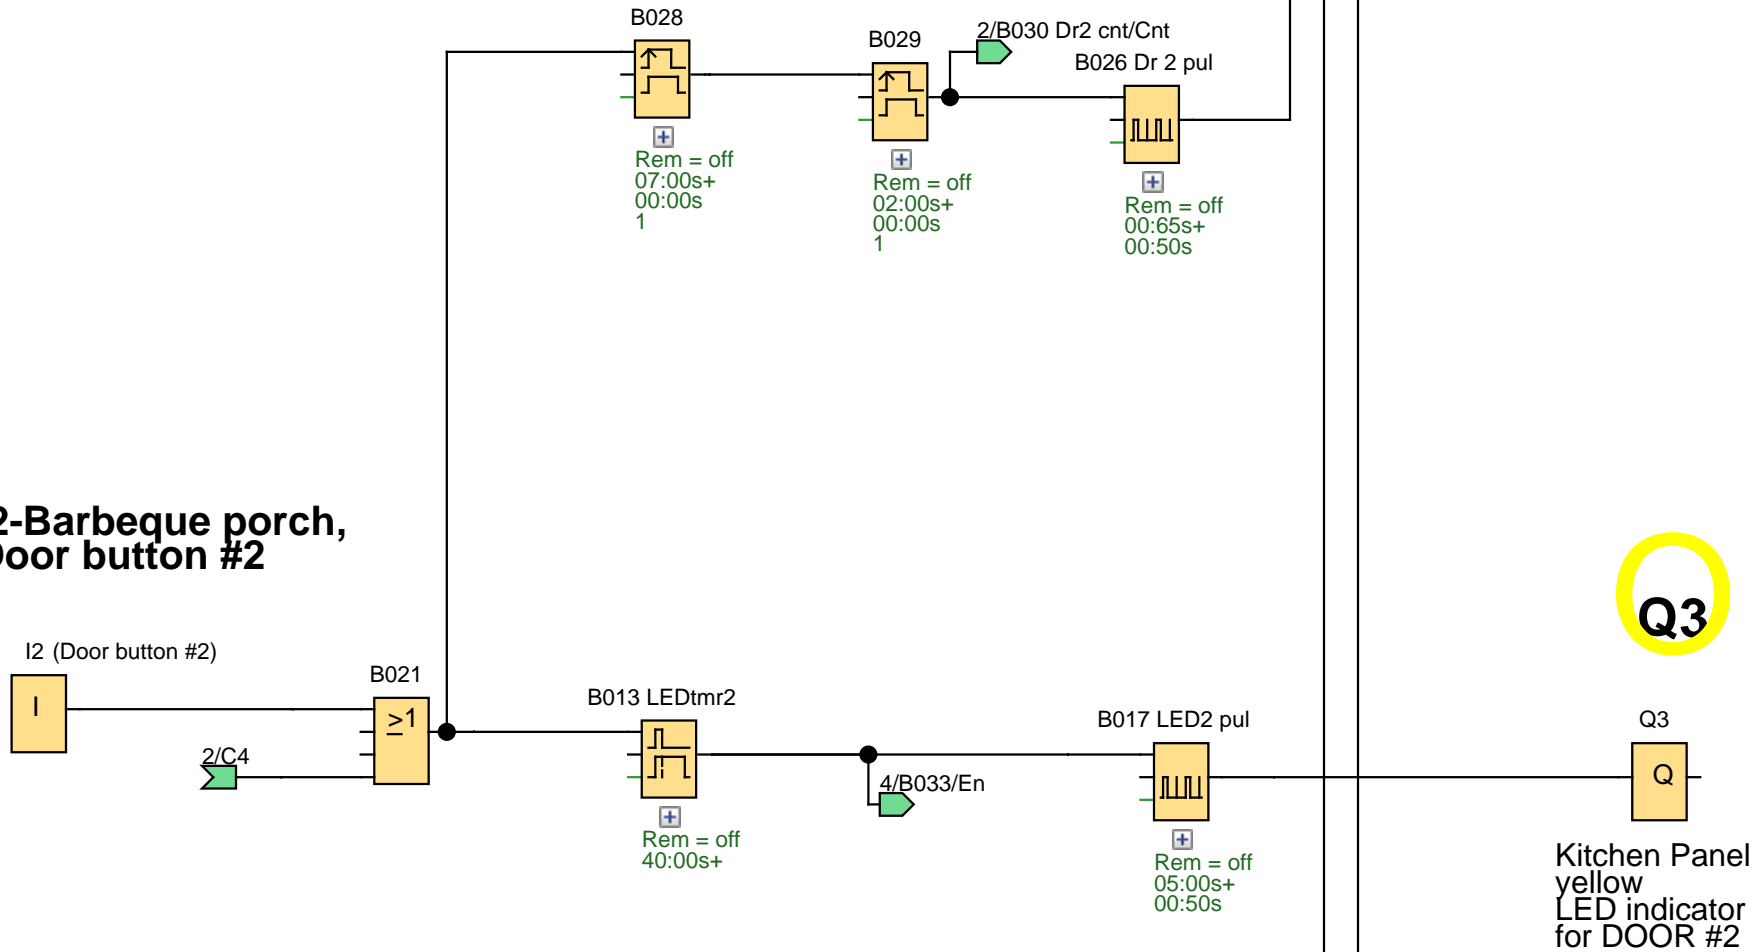 B028
B029
2/B030 Dr2 cnt/Cnt
B026 Dr 2 pul
Rem = off
07:00s+
00:00s
1
Rem = off
02:00s+
00:00s
1
Rem = off
00:65s+
00:50s
2-Barbeque porch,
Door button #2
Q3
I2 (Door button #2)
I
B021
≥1
2/C4
B013 LEDtmr2
Rem = off
40:00s+
4/B033/En
B017 LED2 pul
Rem = off
05:00s+
00:50s
Q3
Q
Kitchen Panel
yellow
LED indicator
for DOOR #2